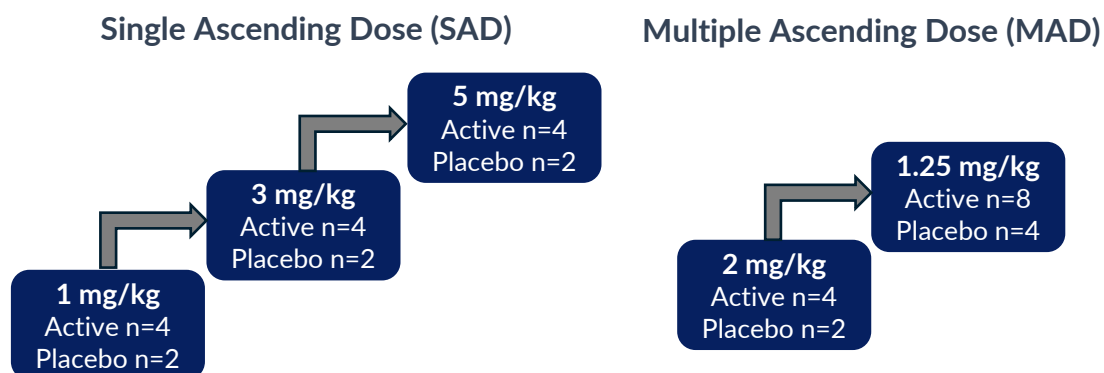 Single Ascending Dose (SAD)
1 mg/kg
Active n=4
Placebo n=2
3 mg/kg
Active n=4
Placebo n=2
5 mg/kg
Active n=4
Placebo n=2
Multiple Ascending Dose (MAD)
2 mg/kg
Active n=4
Placebo n=2
1.25 mg/kg
Active n=8
Placebo n=4